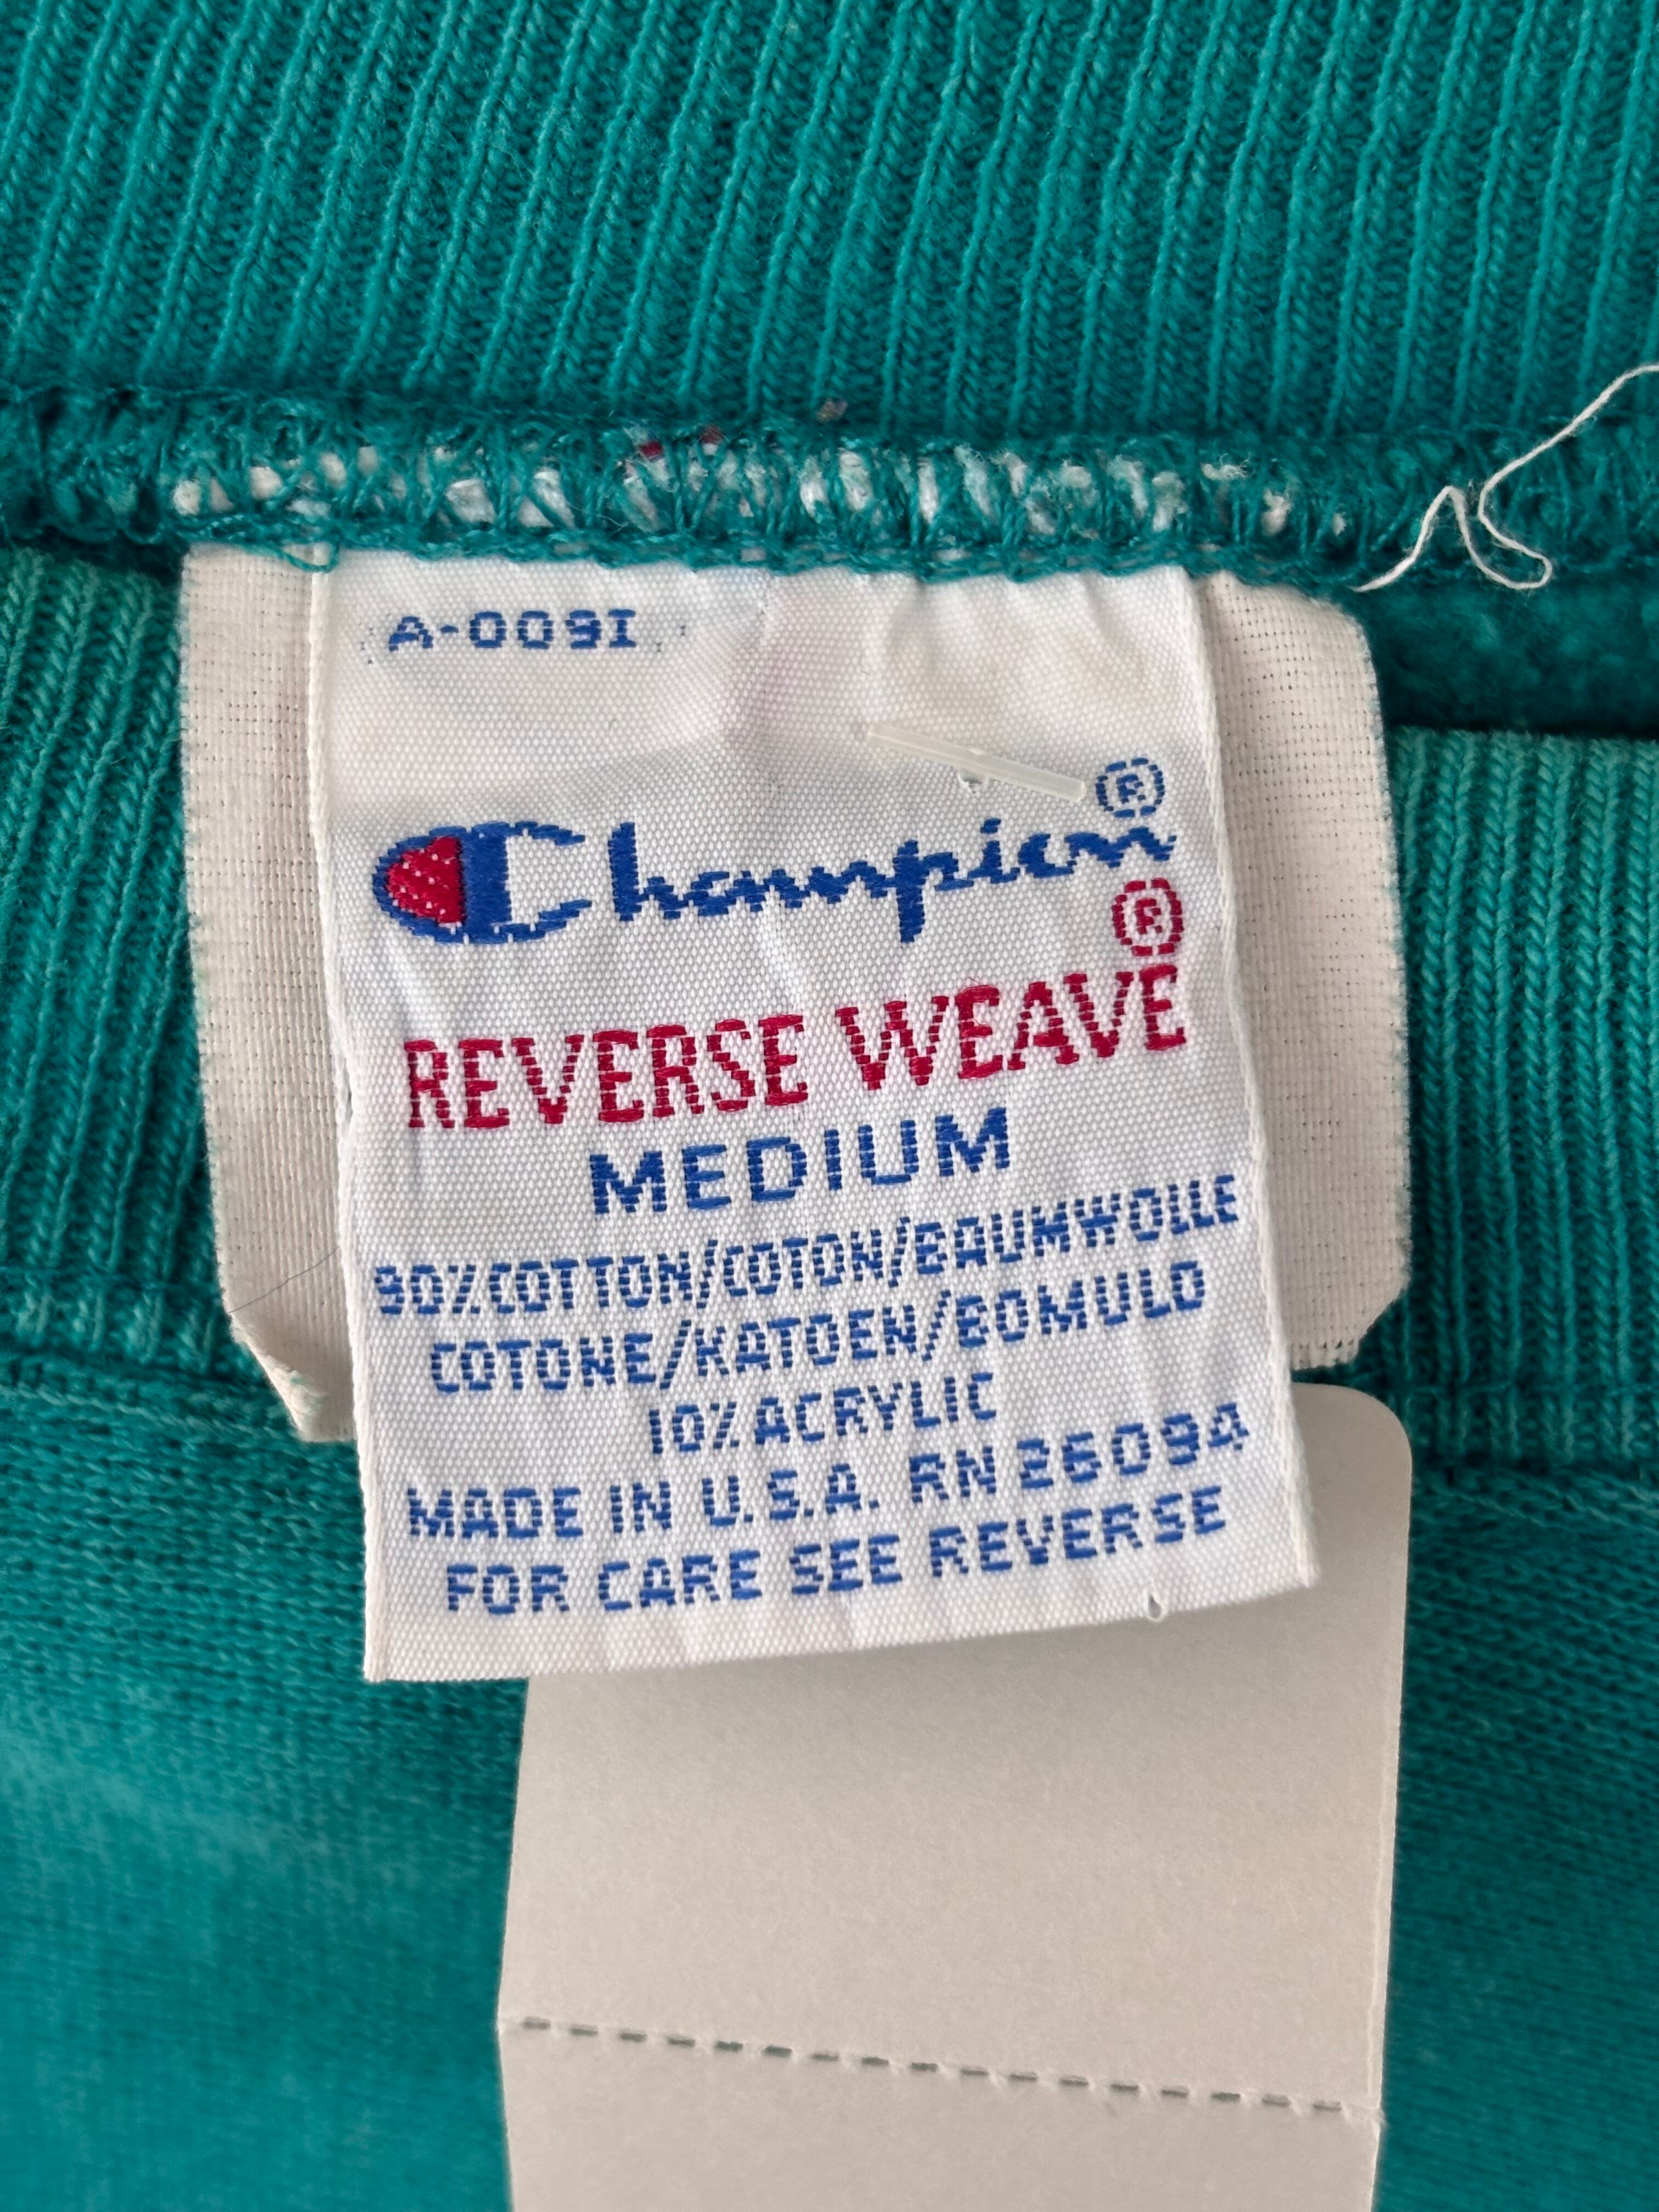 A-009I
Champion®
REVERSE WEAVE®
MEDIUM
90%COTTON/COTON/BAUMWOLLE
COTONE/KATOEN/BOMULD
10%ACRYLIC
MADE IN U.S.A. RN 26094
FOR CARE SEE REVERSE